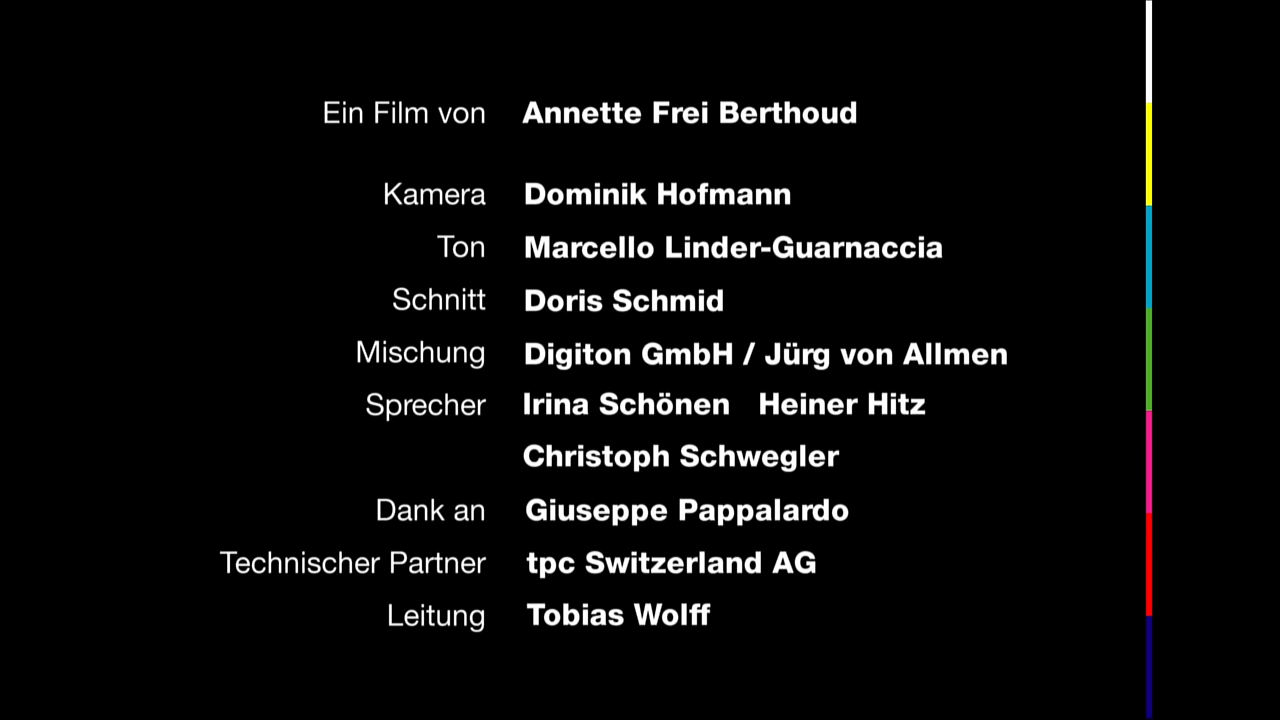 Ein Film von Annette Frei Berthoud
Kamera Dominik Hofmann
Ton Marcello Linder-Guarnaccia
Schnitt Doris Schmid
Mischung Digiton GmbH / Jürg von Allmen
Sprecher Irina Schönen Heiner Hitz
Christoph Schwegler
Dank an Giuseppe Pappalardo
Technischer Partner tpc Switzerland AG
Leitung Tobias Wolff